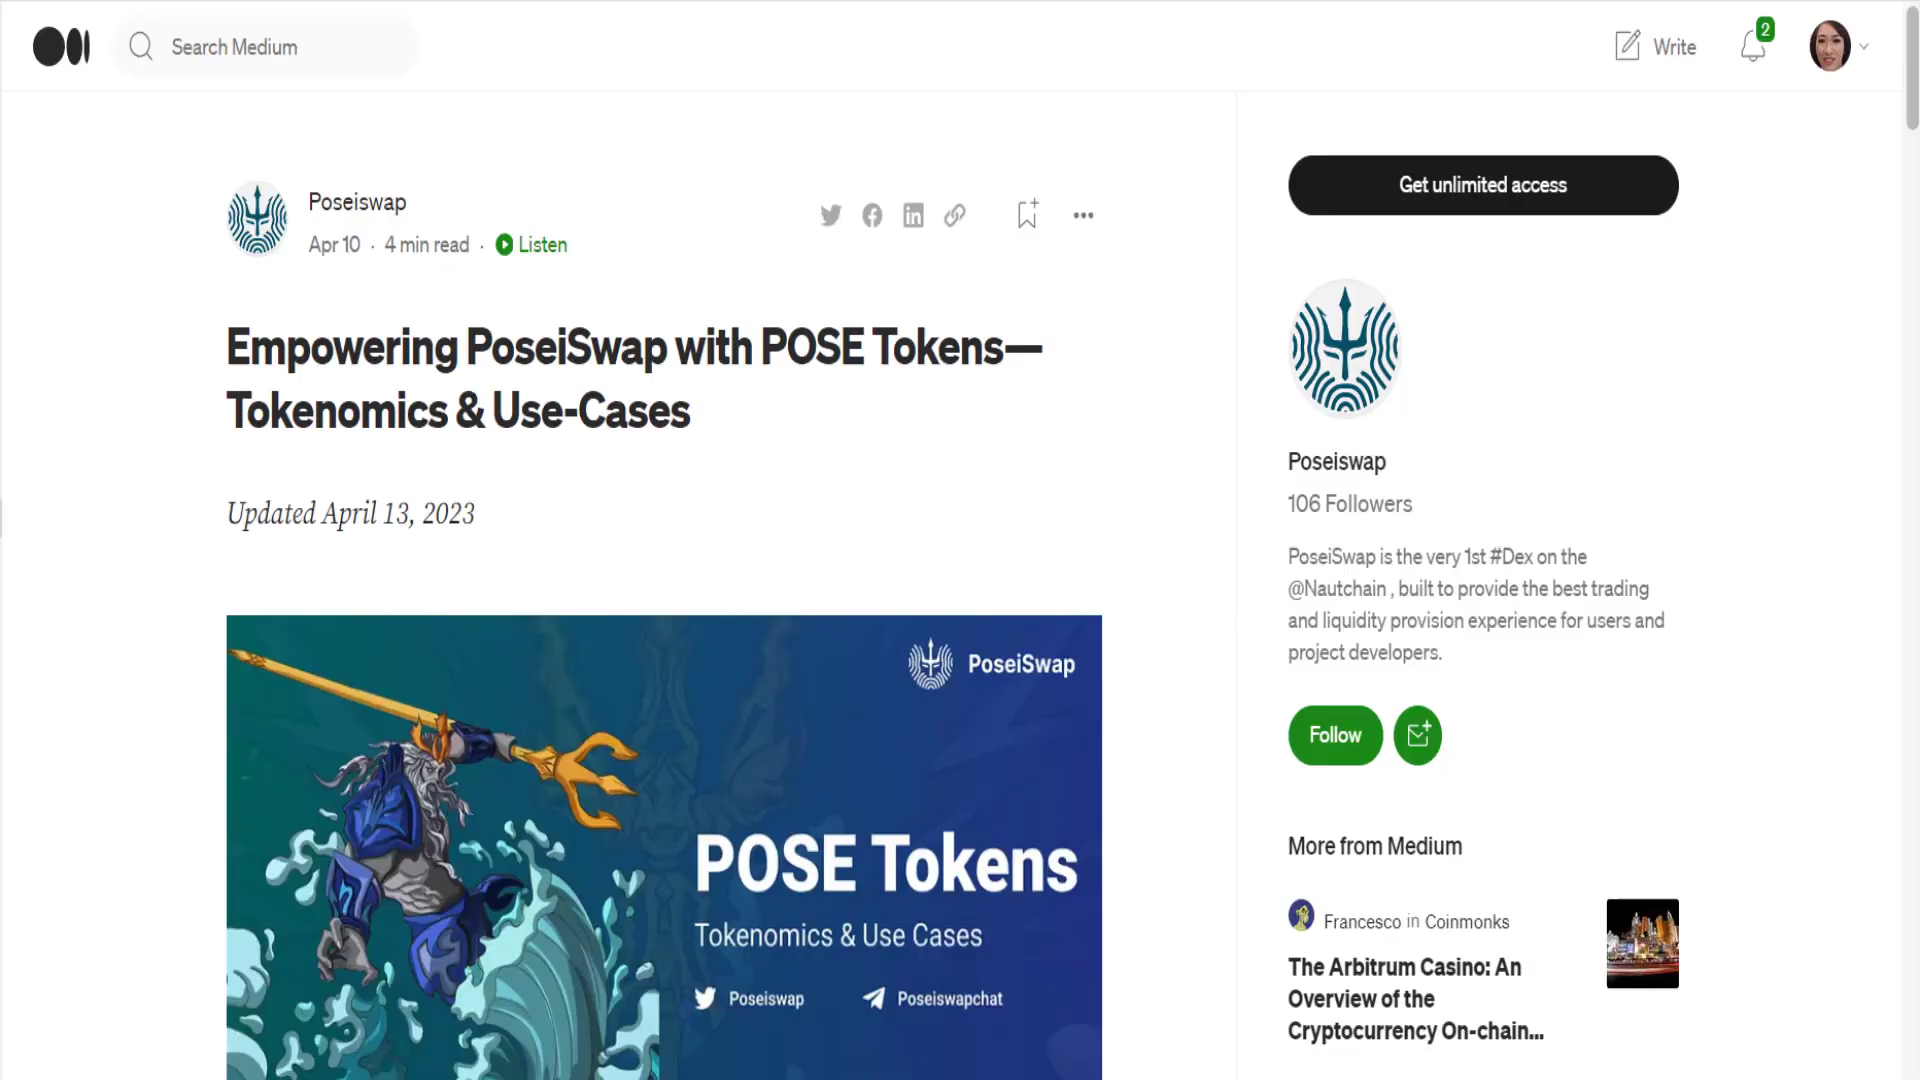 Search Medium
Write
2
Poseiswap
Apr 10 · 4 min read · Listen
Empowering PoseiSwap with POSE Tokens—
Tokenomics & Use-Cases
Updated April 13, 2023
PoseiSwap
POSE Tokens
Tokenomics & Use Cases
Poseiswap
Poseiswapchat
Get unlimited access
Poseiswap
106 Followers
PoseiSwap is the very 1st #Dex on the
@Nautchain , built to provide the best trading
and liquidity provision experience for users and
project developers.
Follow
More from Medium
Francesco in Coinmonks
The Arbitrum Casino: An
Overview of the
Cryptocurrency On-chain...